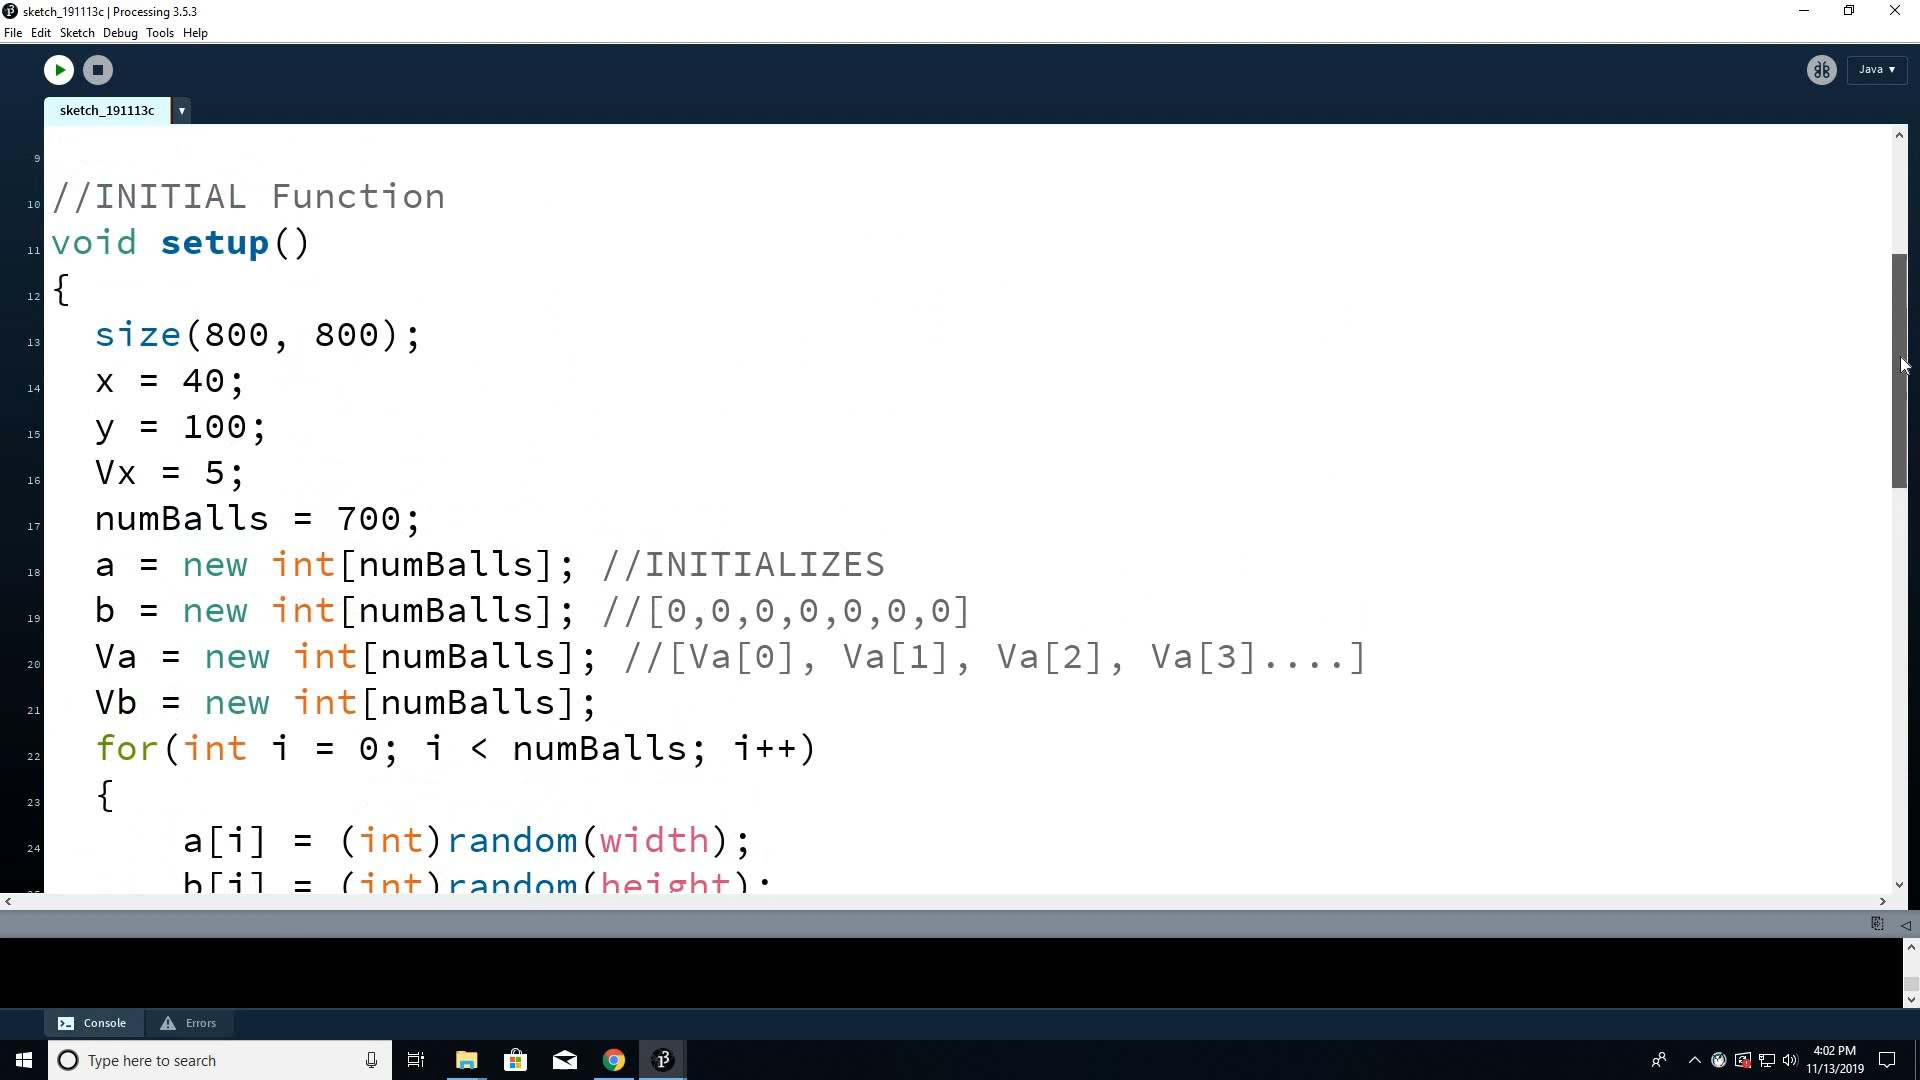 sketch_191113c | Processing 3.5.3
File Edit Sketch Debug Tools Help
Java ▼
sketch_191113c ▼
9
10 //INITIAL Function
11 void setup()
12 {
13 size(800, 800);
14 x = 40;
15 y = 100;
16 Vx = 5;
17 numBalls = 700;
18 a = new int[numBalls]; //INITIALIZES
19 b = new int[numBalls]; //[0,0,0,0,0,0,0]
20 Va = new int[numBalls]; //[Va[0], Va[1], Va[2], Va[3]....]
21 Vb = new int[numBalls];
22 for(int i = 0; i < numBalls; i++)
23 {
24 a[i] = (int)random(width);
b[i] = (int)random(height);
Console Errors
Type here to search
4:02 PM
11/13/2019